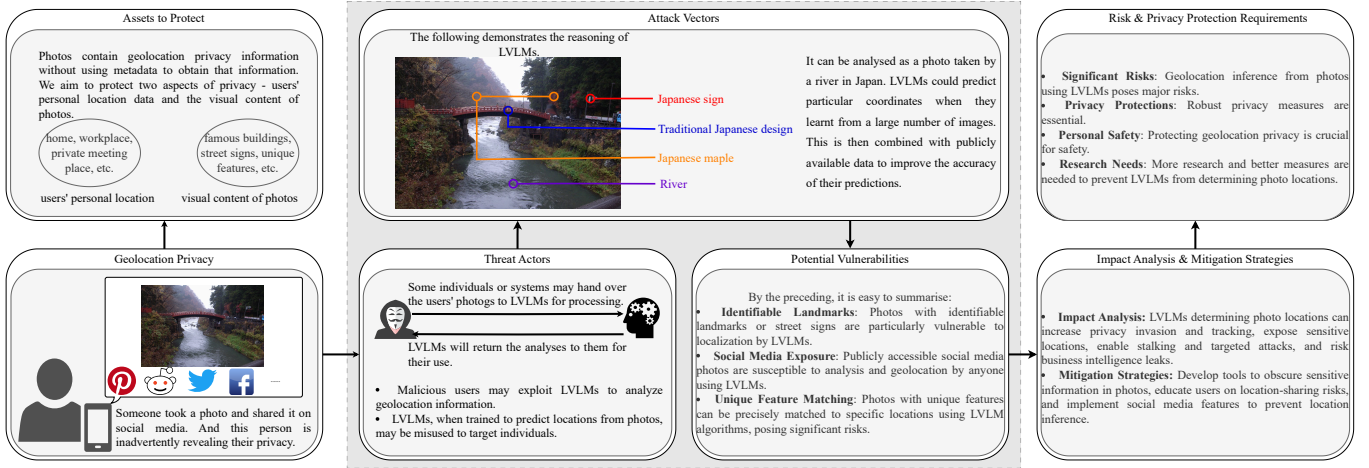 Assets to Protect
Photos contain geolocation privacy information
without using metadata to obtain that information.
We aim to protect two aspects of privacy - users'
personal location data and the visual content of
photos.
home, workplace,
private meeting
place, etc.
famous buildings,
street signs, unique
features, etc.
users' personal location
visual content of photos
Attack Vectors
The following demonstrates the reasoning of
LVLMs.
Japanese sign
Traditional Japanese design
Japanese maple
River
It can be analysed as a photo taken by
a river in Japan. LVLMs could predict
particular coordinates when they
learnt from a large number of images.
This is then combined with publicly
available data to improve the accuracy
of their predictions.
Risk & Privacy Protection Requirements
• Significant Risks: Geolocation inference from photos
using LVLMs poses major risks.
• Privacy Protections: Robust privacy measures are
essential.
• Personal Safety: Protecting geolocation privacy is crucial
for safety.
• Research Needs: More research and better measures are
needed to prevent LVLMs from determining photo locations.
Geolocation Privacy
......
Someone took a photo and shared it on
social media. And this person is
inadvertently revealing their privacy.
Threat Actors
Some individuals or systems may hand over
the users' photogs to LVLMs for processing.
LVLMs will return the analyses to them for
their use.
• Malicious users may exploit LVLMs to analyze
geolocation information.
• LVLMs, when trained to predict locations from photos,
may be misused to target individuals.
Potential Vulnerabilities
By the preceding, it is easy to summarise:
• Identifiable Landmarks: Photos with identifiable
landmarks or street signs are particularly vulnerable to
localization by LVLMs.
• Social Media Exposure: Publicly accessible social media
photos are susceptible to analysis and geolocation by anyone
using LVLMs.
• Unique Feature Matching: Photos with unique features
can be precisely matched to specific locations using LVLM
algorithms, posing significant risks.
Impact Analysis & Mitigation Strategies
• Impact Analysis: LVLMs determining photo locations can
increase privacy invasion and tracking, expose sensitive
locations, enable stalking and targeted attacks, and risk
business intelligence leaks.
• Mitigation Strategies: Develop tools to obscure sensitive
information in photos, educate users on location-sharing risks,
and implement social media features to prevent location
inference.